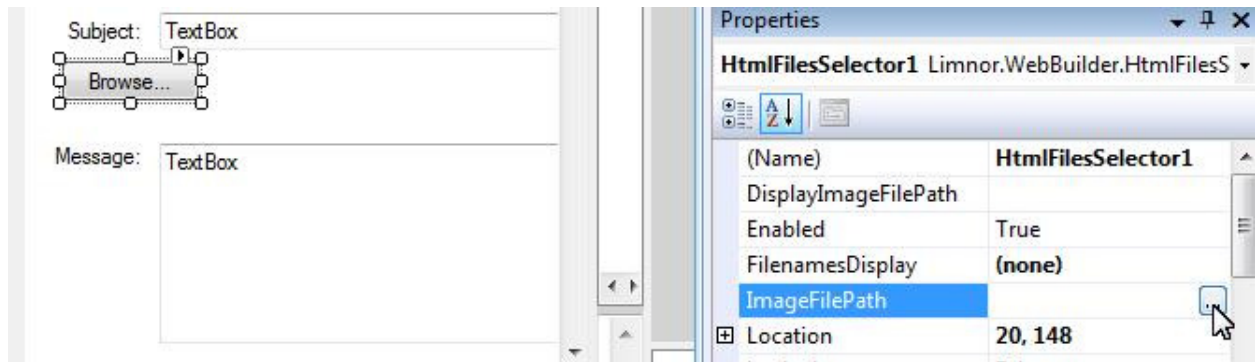 Subject: TextBox
Browse...
Message: TextBox
Properties
HtmlFilesSelector1 Limnor.WebBuilder.HtmlFilesS
(Name) HtmlFilesSelector1
DisplayImageFilePath
Enabled True
FilenamesDisplay (none)
ImageFilePath ...
Location 20, 148